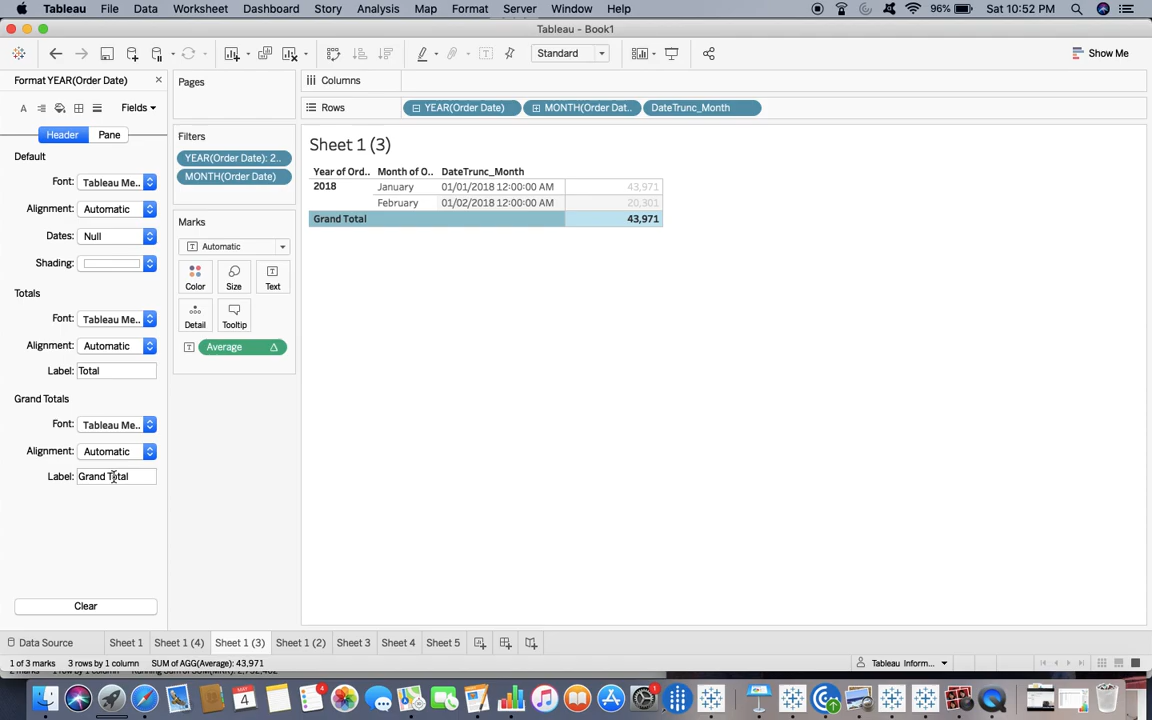 Tableau File Data Worksheet Dashboard Story Analysis Map Format Server Window Help 96% Sat 10:52 PM
Tableau - Book1
Standard Show Me
Format YEAR(Order Date)
Fields
Header Pane
Default
Font: Tableau Me..
Alignment: Automatic
Dates: Null
Shading:
Totals
Font: Tableau Me..
Alignment: Automatic
Label: Total
Grand Totals
Font: Tableau Me..
Alignment: Automatic
Label: Grand Total
Clear
Pages
Filters
YEAR(Order Date): 2..
MONTH(Order Date)
Marks
Automatic
Color Size Text
Detail Tooltip
Average
Columns
Rows YEAR(Order Date) MONTH(Order Dat.. DateTrunc_Month
Sheet 1 (3)
Year of Ord.. Month of O.. DateTrunc_Month
2018 January 01/01/2018 12:00:00 AM 43,971
February 01/02/2018 12:00:00 AM 20,301
Grand Total 43,971
Data Source Sheet 1 Sheet 1 (4) Sheet 1 (3) Sheet 1 (2) Sheet 3 Sheet 4 Sheet 5
1 of 3 marks 3 rows by 1 column SUM of AGG(Average): 43,971 Tableau Inform...